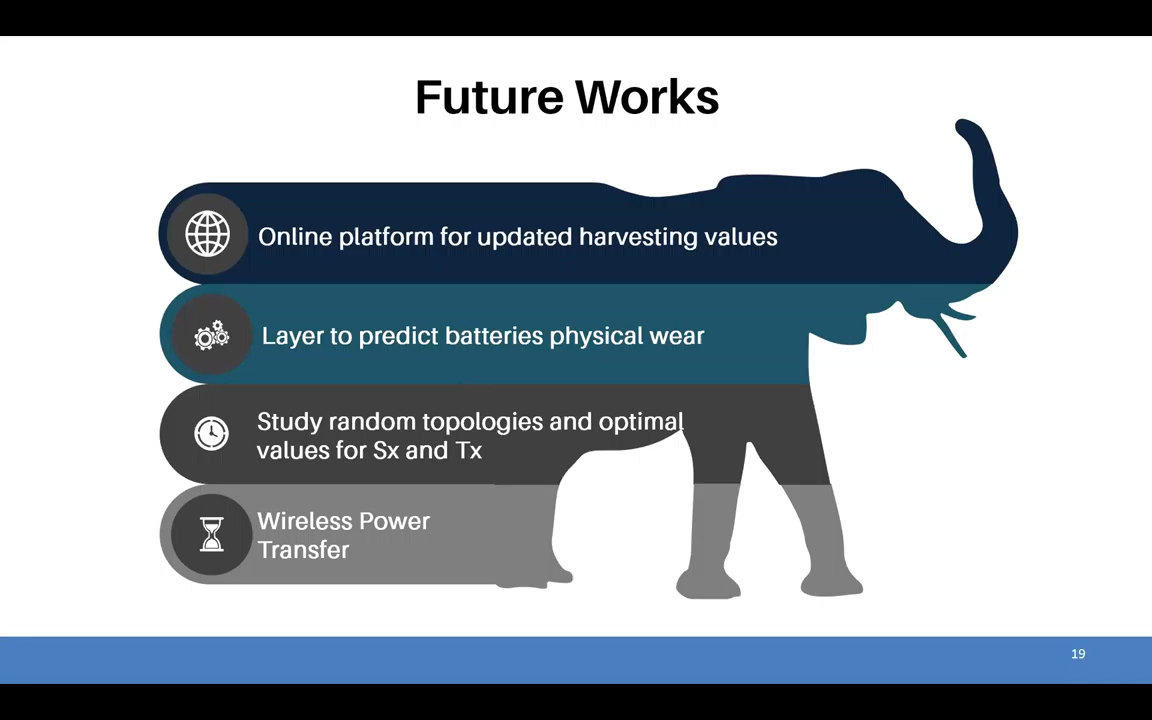 Future Works
Online platform for updated harvesting values
Layer to predict batteries physical wear
Study random topologies and optimal
values for Sx and Tx
Wireless Power
Transfer
19